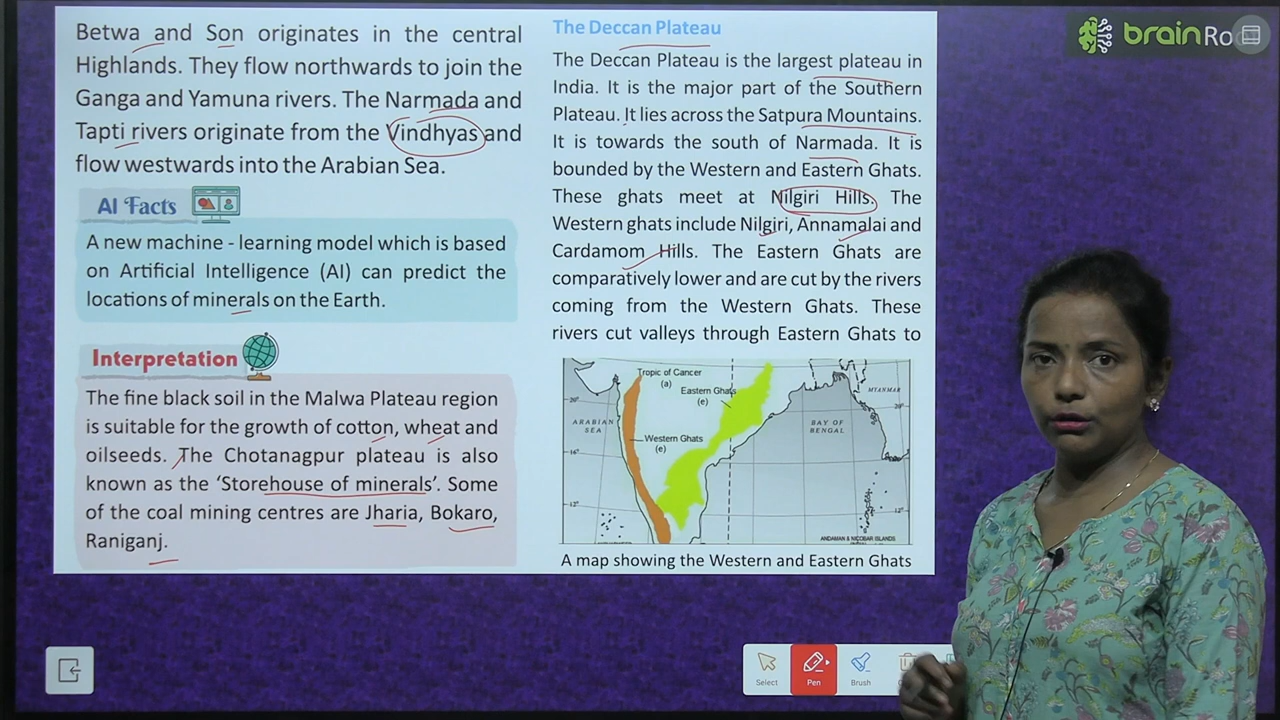 Betwa and Son originates in the central
Highlands. They flow northwards to join the
Ganga and Yamuna rivers. The Narmada and
Tapti rivers originate from the Vindhyas and
flow westwards into the Arabian Sea.
AI Facts
A new machine - learning model which is based
on Artificial Intelligence (AI) can predict the
locations of minerals on the Earth.
Interpretation
The fine black soil in the Malwa Plateau region
is suitable for the growth of cotton, wheat and
oilseeds. The Chotanagpur plateau is also
known as the 'Storehouse of minerals'. Some
of the coal mining centres are Jharia, Bokaro,
Raniganj.
The Deccan Plateau
The Deccan Plateau is the largest plateau in
India. It is the major part of the Southern
Plateau. It lies across the Satpura Mountains.
It is towards the south of Narmada. It is
bounded by the Western and Eastern Ghats.
These ghats meet at Nilgiri Hills. The
Western ghats include Nilgiri, Annamalai and
Cardamom Hills. The Eastern Ghats are
comparatively lower and are cut by the rivers
coming from the Western Ghats. These
rivers cut valleys through Eastern Ghats to
Tropic of Cancer
(a)
Eastern Ghats
(e)
MYANMAR
20°
20°
ARABIAN
SEA
BAY OF
BENGAL
Western Ghats
(e)
16°
12°
12°
ANDAMAN & NICOBAR ISLANDS
A map showing the Western and Eastern Ghats
brainRo
Select
Pen
Brush